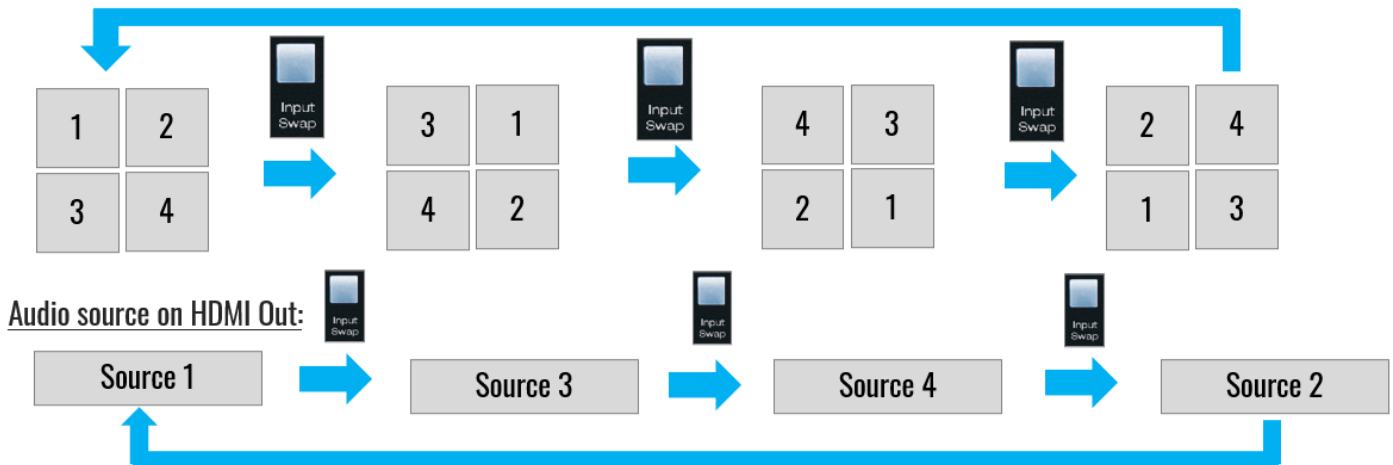 1 2
3 4
Input
Swap
3 1
4 2
Input
Swap
4 3
2 1
Input
Swap
2 4
1 3
Audio source on HDMI Out:
Input
Swap
Input
Swap
Input
Swap
Source 1
Source 3
Source 4
Source 2